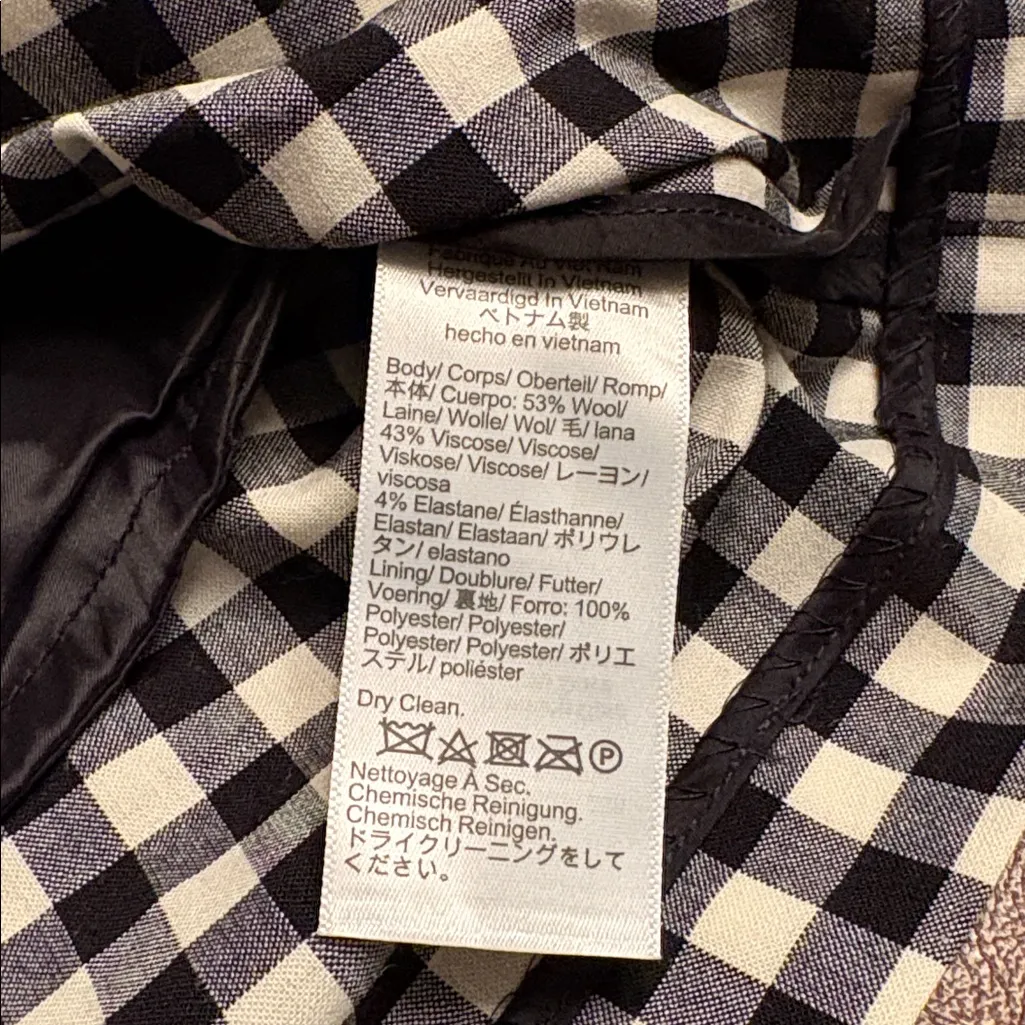 Fabriqué Au Viet Nam
Hergestellt In Vietnam
Vervaardigd In Vietnam
ベトナム製
hecho en vietnam
Body/ Corps/ Oberteil/ Romp/
本体/ Cuerpo: 53% Wool/
Laine/ Wolle/ Wol/ 毛/ lana
43% Viscose/ Viscose/
Viskose/ Viscose/ レーヨン/
viscosa
4% Elastane/ Élasthanne/
Elastan/ Elastaan/ ポリウレ
タン/ elastano
Lining/ Doublure/ Futter/
Voering/ 裏地/ Forro: 100%
Polyester/ Polyester/
Polyester/ Polyester/ ポリエ
ステル/ poliéster
Dry Clean.
P
Nettoyage À Sec.
Chemische Reinigung.
Chemisch Reinigen.
ドライクリーニングをして
ください。